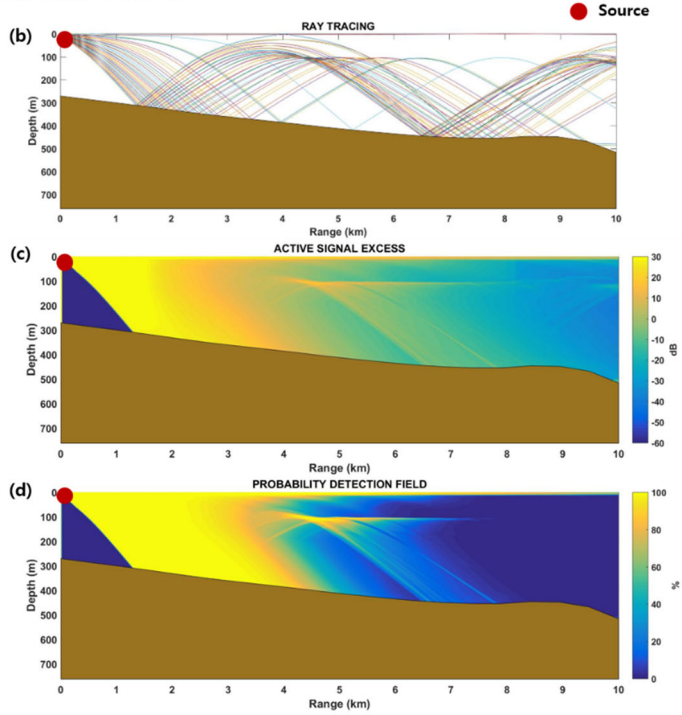 Source
(b)
RAY TRACING
0
100
200
300
400
500
600
700
Depth (m)
0 1 2 3 4 5 6 7 8 9 10
Range (km)
(c)
ACTIVE SIGNAL EXCESS
0
100
200
300
400
500
600
700
Depth (m)
0 1 2 3 4 5 6 7 8 9 10
Range (km)
30
20
10
0
-10
-20
-30
-40
-50
-60
dB
(d)
PROBABILITY DETECTION FIELD
0
100
200
300
400
500
600
700
Depth (m)
0 1 2 3 4 5 6 7 8 9 10
Range (km)
100
80
60
40
20
0
%